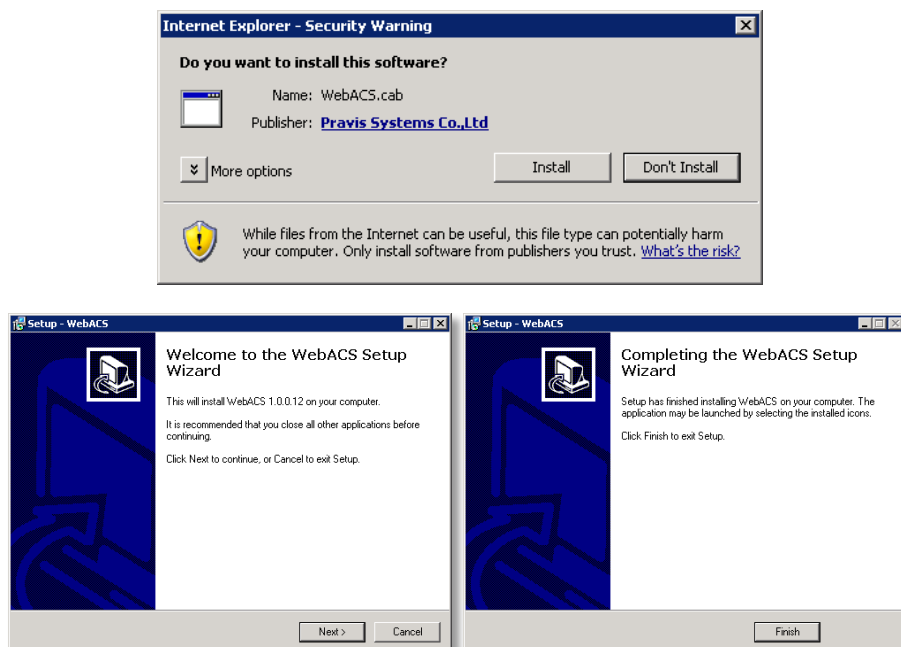 Internet Explorer - Security Warning
Do you want to install this software?
Name: WebACS.cab
Publisher: Pravis Systems Co.,Ltd
More options
Install
Don't Install
While files from the Internet can be useful, this file type can potentially harm
your computer. Only install software from publishers you trust. What's the risk?
Setup - WebACS
Welcome to the WebACS Setup
Wizard
This will install WebACS 1.0.0.12 on your computer.
It is recommended that you close all other applications before
continuing.
Click Next to continue, or Cancel to exit Setup.
Next >
Cancel
Setup - WebACS
Completing the WebACS Setup
Wizard
Setup has finished installing WebACS on your computer. The
application may be launched by selecting the installed icons.
Click Finish to exit Setup.
Finish